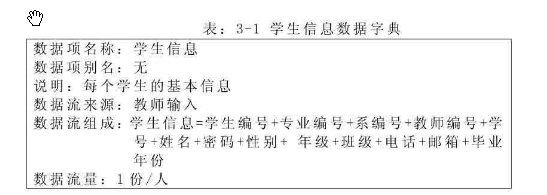 表：3-1 学生信息数据字典
数据项名称：学生信息
数据项别名：无
说明：每个学生的基本信息
数据流来源：教师输入
数据流组成：学生信息=学生编号+专业编号+系编号+教师编号+学
号+姓名+密码+性别+ 年级+班级+电话+邮箱+毕业
年份
数据流量：1份/人